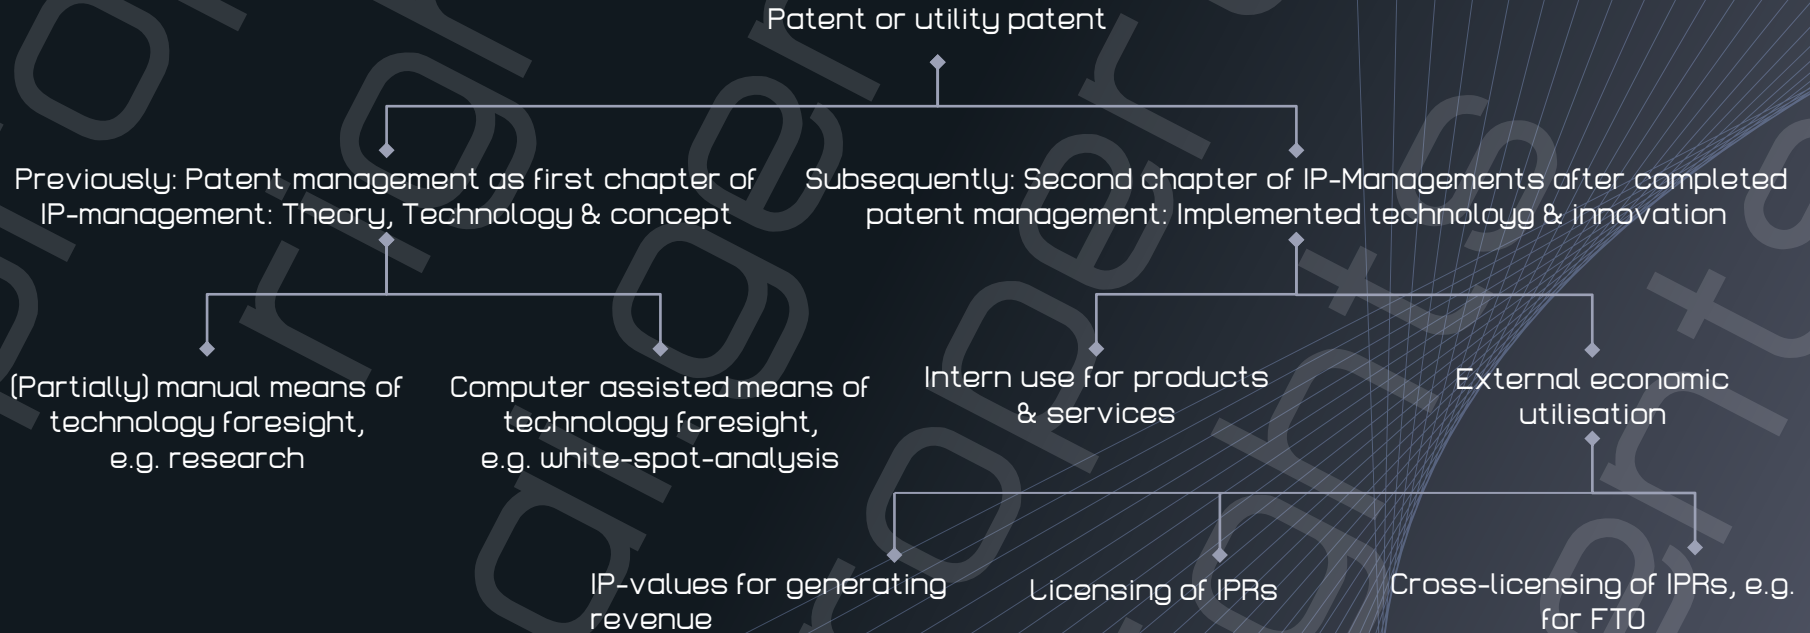 Patent or utility patent
Previously: Patent management as first chapter of
IP-management: Theory, Technology & concept
Subsequently: Second chapter of IP-Managements after completed
patent management: Implemented technoloyg & innovation
(Partially) manual means of
technology foresight,
e.g. research
Computer assisted means of
technology foresight,
e.g. white-spot-analysis
Intern use for products
& services
External economic
utilisation
IP-values for generating
revenue
Licensing of IPRs
Cross-licensing of IPRs, e.g.
for FTO